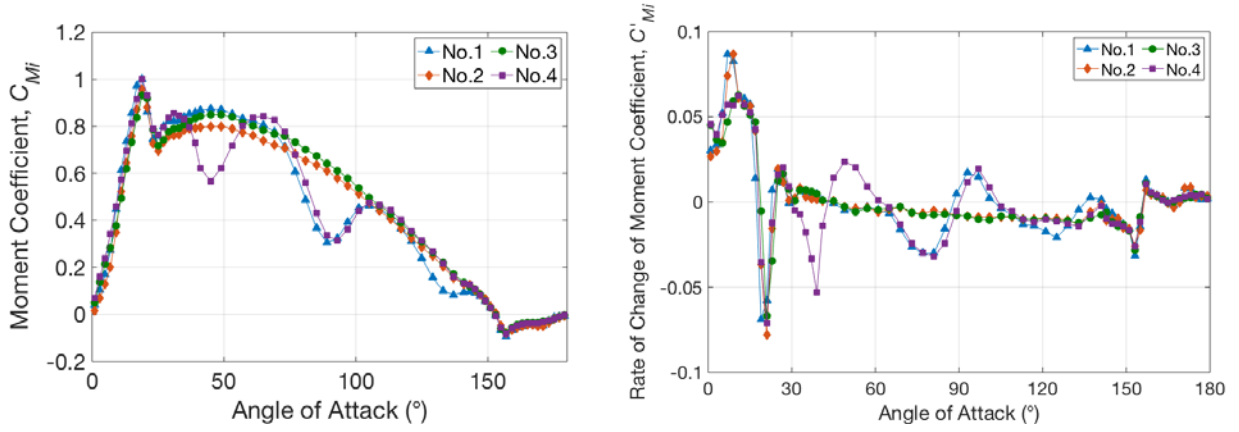 Moment Coefficient, C_Mi
1.2
1
0.8
0.6
0.4
0.2
0
-0.2
No.1 No.3
No.2 No.4
0 50 100 150
Angle of Attack (°)
Rate of Change of Moment Coefficient, C'_Mi
0.1
0.05
0
-0.05
-0.1
No.1 No.3
No.2 No.4
0 30 60 90 120 150 180
Angle of Attack (°)